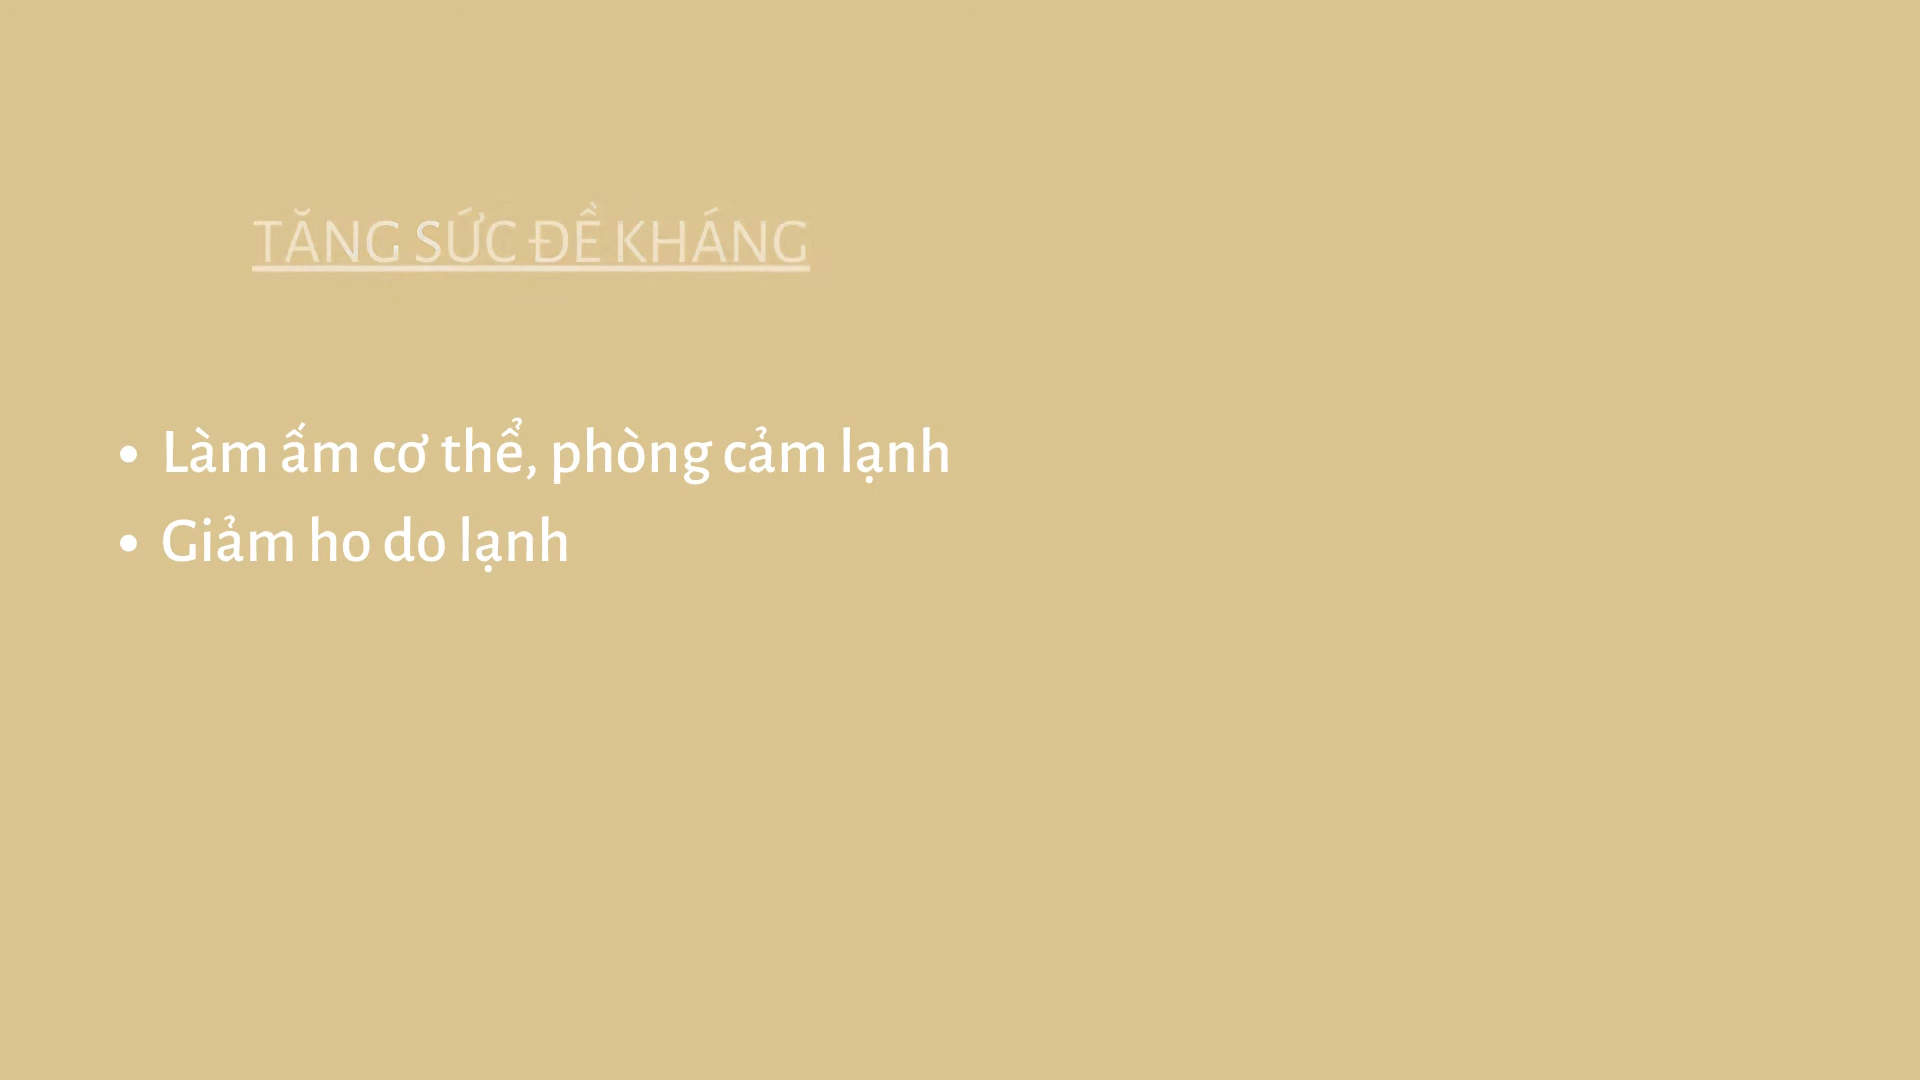 TĂNG SỨC ĐỀ KHÁNG
• Làm ấm cơ thể, phòng cảm lạnh
• Giảm ho do lạnh